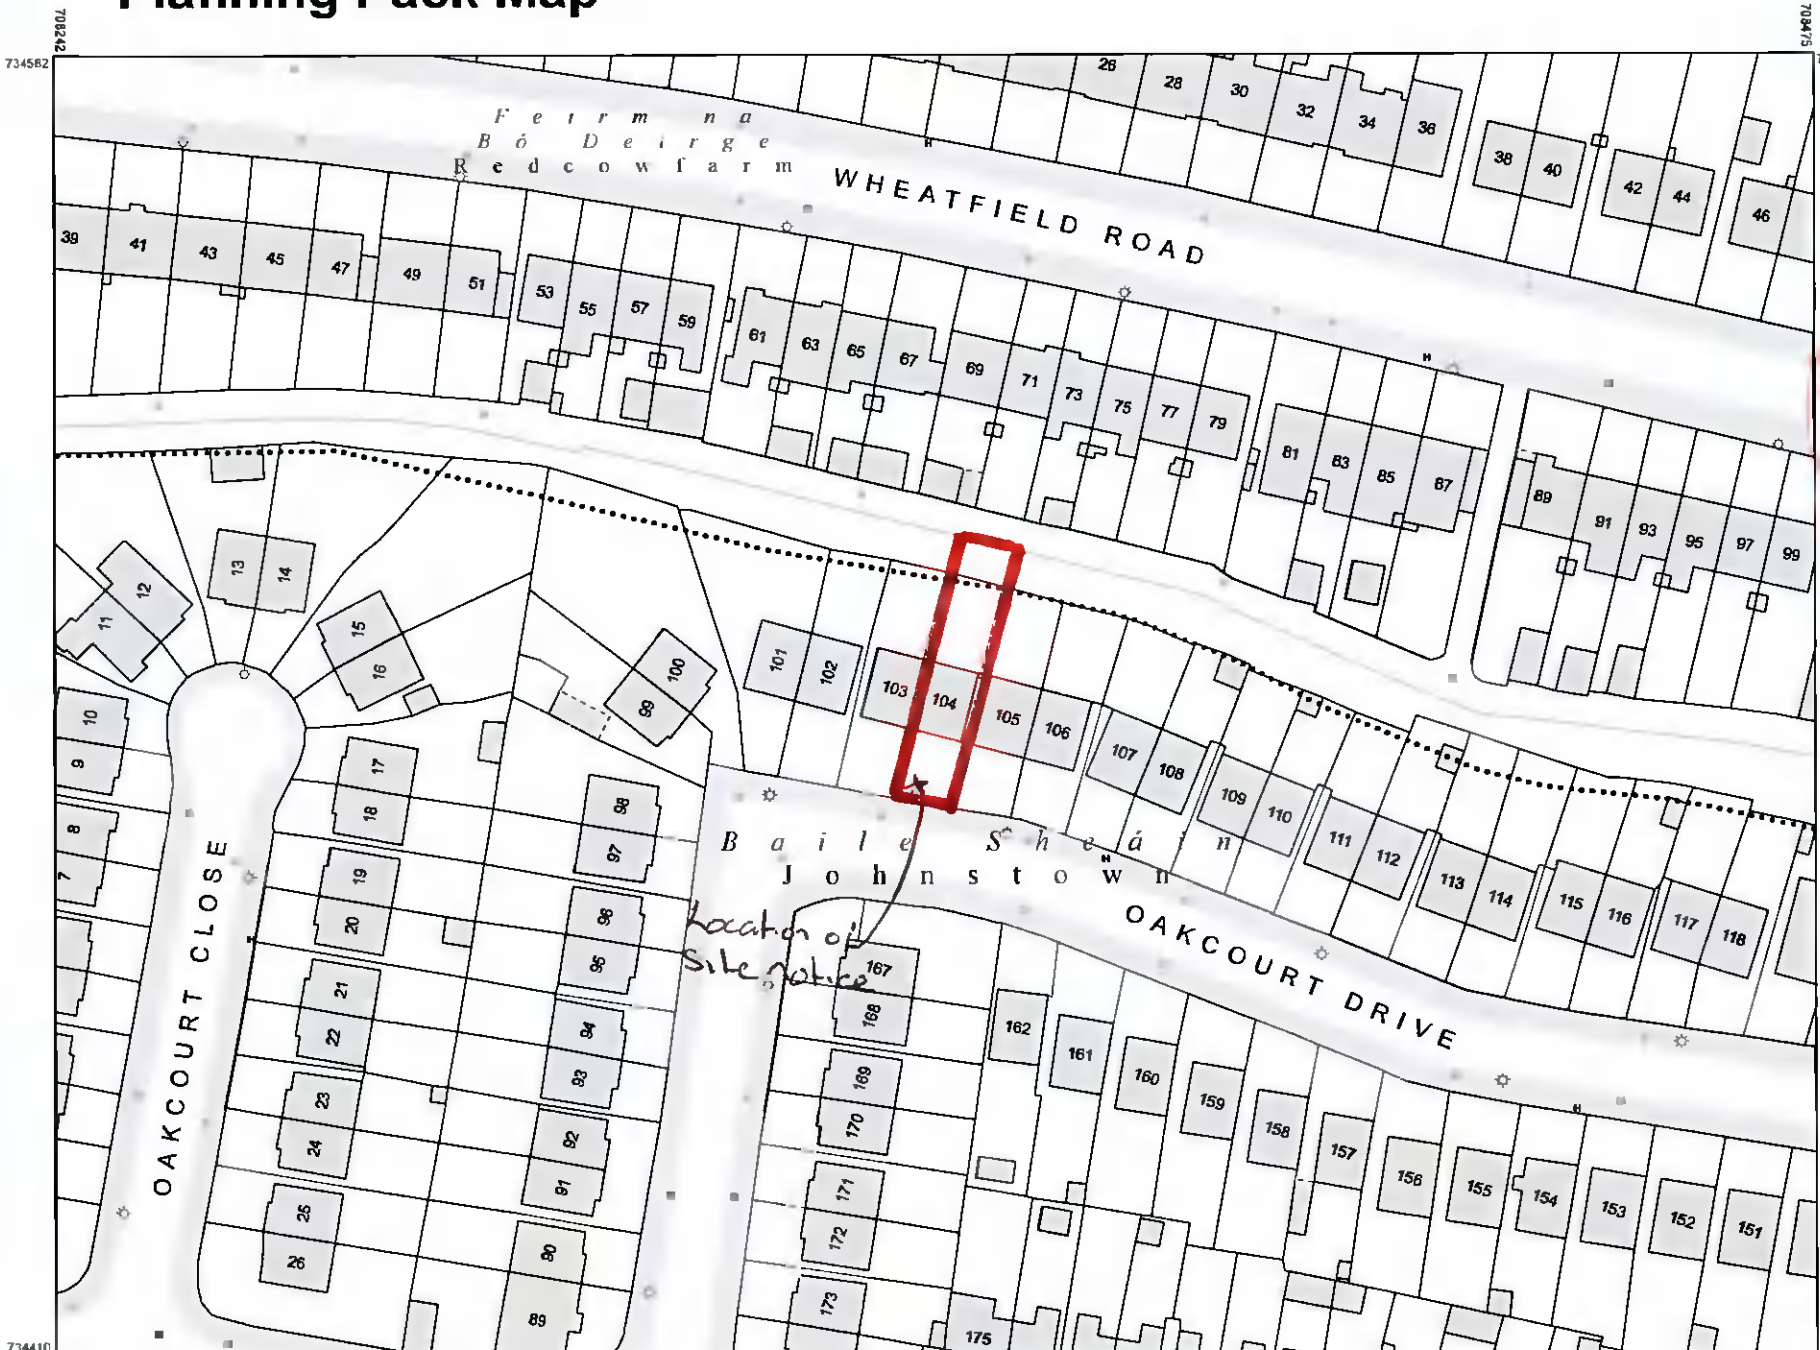 Planning Pack Map
708242
708475
734562
26 28 30 32 34 36 38 40 42 44 46
Feirm na
Bó Deirge
Redcowfarm
WHEATFIELD ROAD
39 41 43 45 47 49 51 53 55 57 59 61 63 65 67 69 71 73 75 77 79 81 83 85 87 89 91 93 95 97 99
11 12 13 14 15 16
99 100 101 102 103 104 105 106 107 108 109 110 111 112 113 114 115 116 117 118
10
9
8
7
17
18
19
20
21
22
23
24
25
26
98
97
96
95
94
93
92
91
90
89
Baile Sheáin
Johnstown
Location of
Site notice
OAKCOURT CLOSE
OAKCOURT DRIVE
167
168
169
170
171
172
173
175
162 161 160 159 158 157 156 155 154 153 152 151
734410